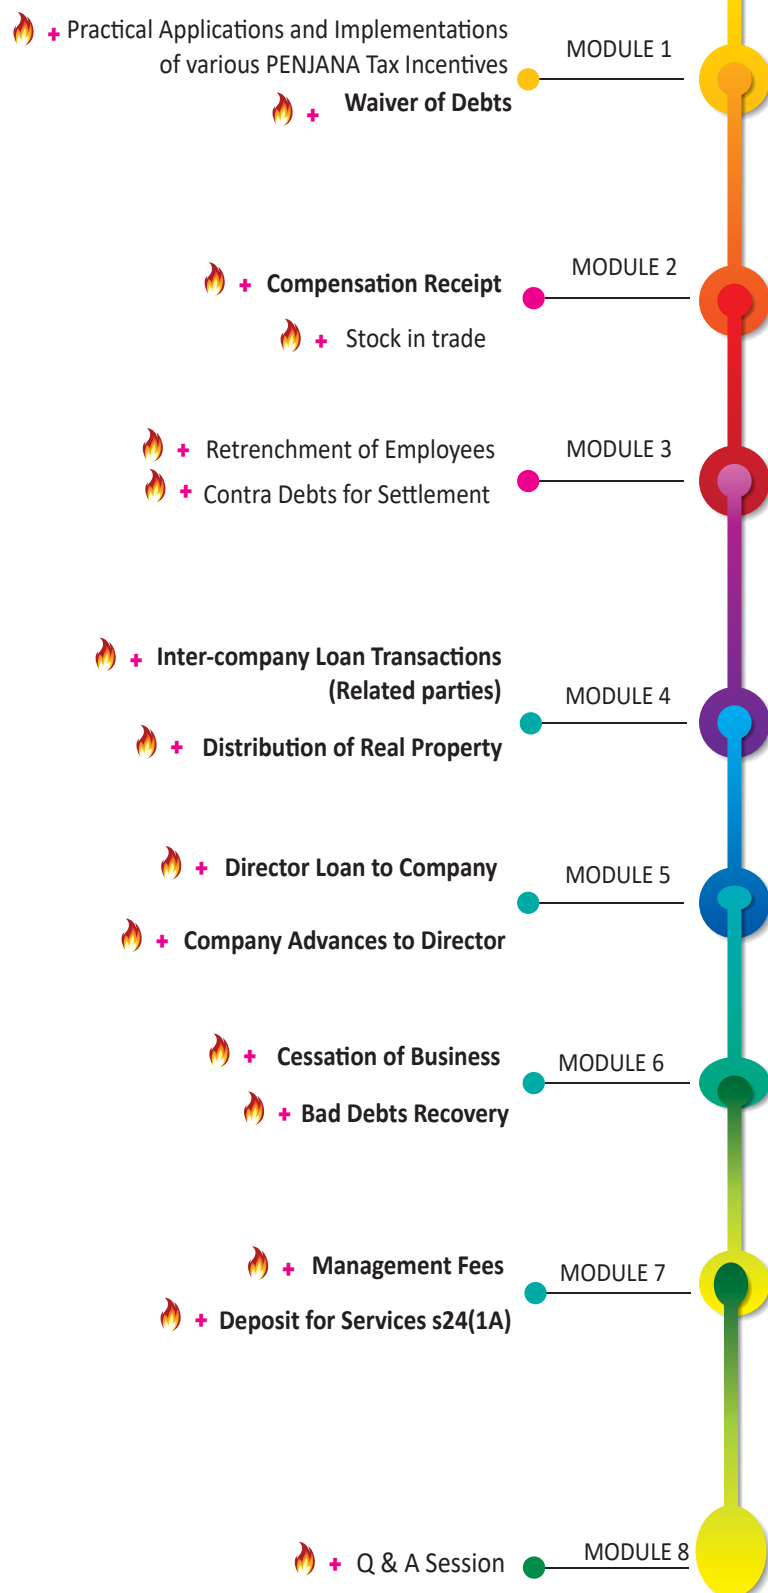 + Practical Applications and Implementations
of various PENJANA Tax Incentives
MODULE 1
+ Waiver of Debts
MODULE 2
+ Compensation Receipt
+ Stock in trade
MODULE 3
+ Retrenchment of Employees
+ Contra Debts for Settlement
+ Inter-company Loan Transactions
(Related parties)
MODULE 4
+ Distribution of Real Property
+ Director Loan to Company
MODULE 5
+ Company Advances to Director
+ Cessation of Business
MODULE 6
+ Bad Debts Recovery
+ Management Fees
MODULE 7
+ Deposit for Services s24(1A)
MODULE 8
+ Q & A Session